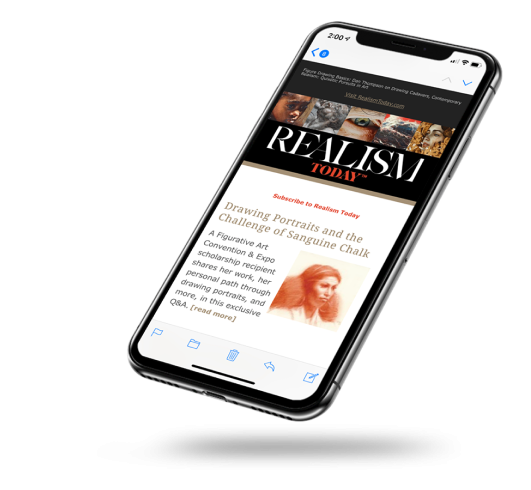 2:00
Figure Drawing Basics: Dan Thompson on Drawing Cadavers, Contemporary
Realism: Quixotic Portraits in Art
Visit RealismToday.com
REALISM
TODAY™
Subscribe to Realism Today
Drawing Portraits and the
Challenge of Sanguine Chalk
A Figurative Art
Convention & Expo
scholarship recipient
shares her work, her
personal path through
drawing portraits, and
more, in this exclusive
Q&A. [read more]